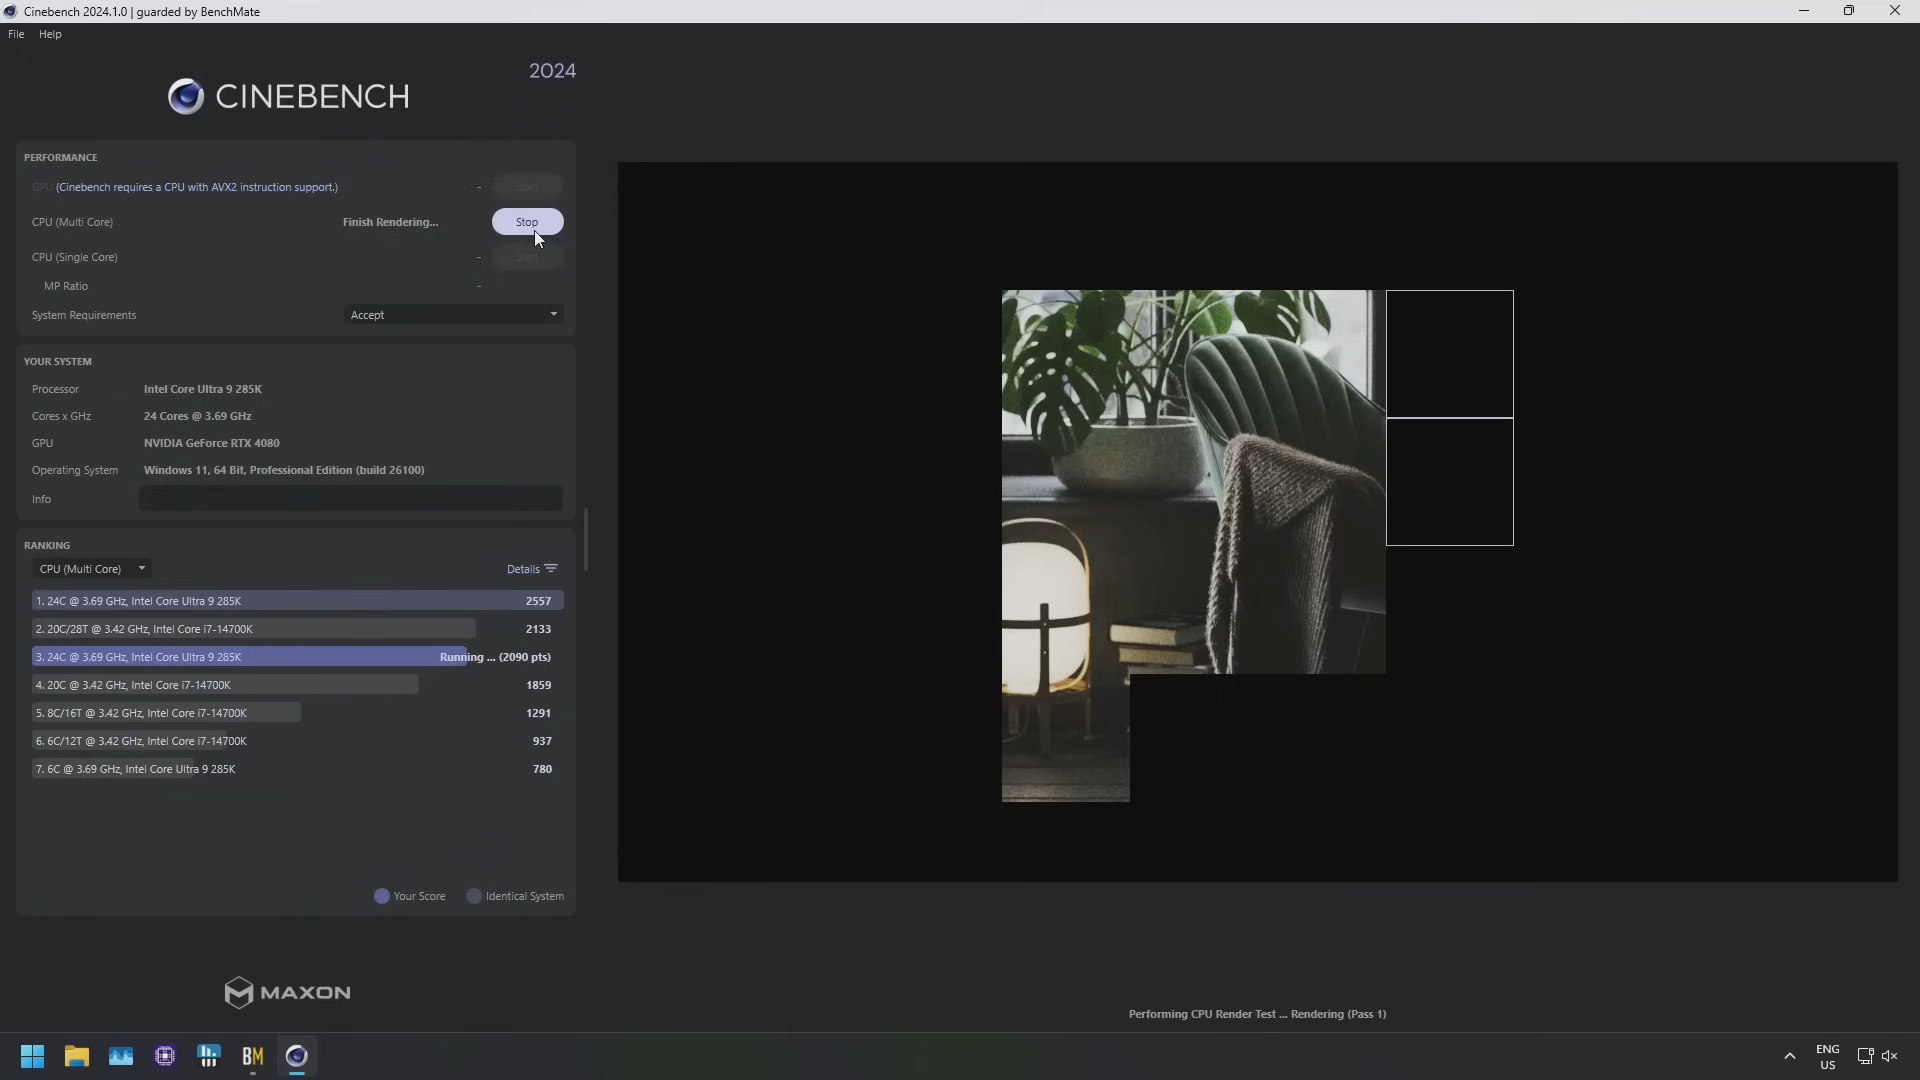 Cinebench 2024.1.0 | guarded by BenchMate
File Help
2024
CINEBENCH
PERFORMANCE
GPU (Cinebench requires a CPU with AVX2 instruction support.) - Start
CPU (Multi Core) Finish Rendering... Stop
CPU (Single Core) - Start
MP Ratio -
System Requirements Accept
YOUR SYSTEM
Processor Intel Core Ultra 9 285K
Cores x GHz 24 Cores @ 3.69 GHz
GPU NVIDIA GeForce RTX 4080
Operating System Windows 11, 64 Bit, Professional Edition (build 26100)
Info
RANKING
CPU (Multi Core) Details
1. 24C @ 3.69 GHz, Intel Core Ultra 9 285K 2557
2. 20C/28T @ 3.42 GHz, Intel Core i7-14700K 2133
3. 24C @ 3.69 GHz, Intel Core Ultra 9 285K Running ... (2090 pts)
4. 20C @ 3.42 GHz, Intel Core i7-14700K 1859
5. 8C/16T @ 3.42 GHz, Intel Core i7-14700K 1291
6. 6C/12T @ 3.42 GHz, Intel Core i7-14700K 937
7. 6C @ 3.69 GHz, Intel Core Ultra 9 285K 780
Your Score Identical System
MAXON
Performing CPU Render Test ... Rendering (Pass 1)
BM
ENG
US